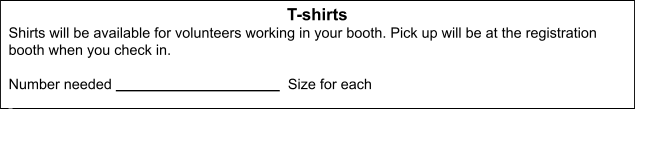 T-shirts
Shirts will be available for volunteers working in your booth. Pick up will be at the registration
booth when you check in.
Number needed _____________________ Size for each